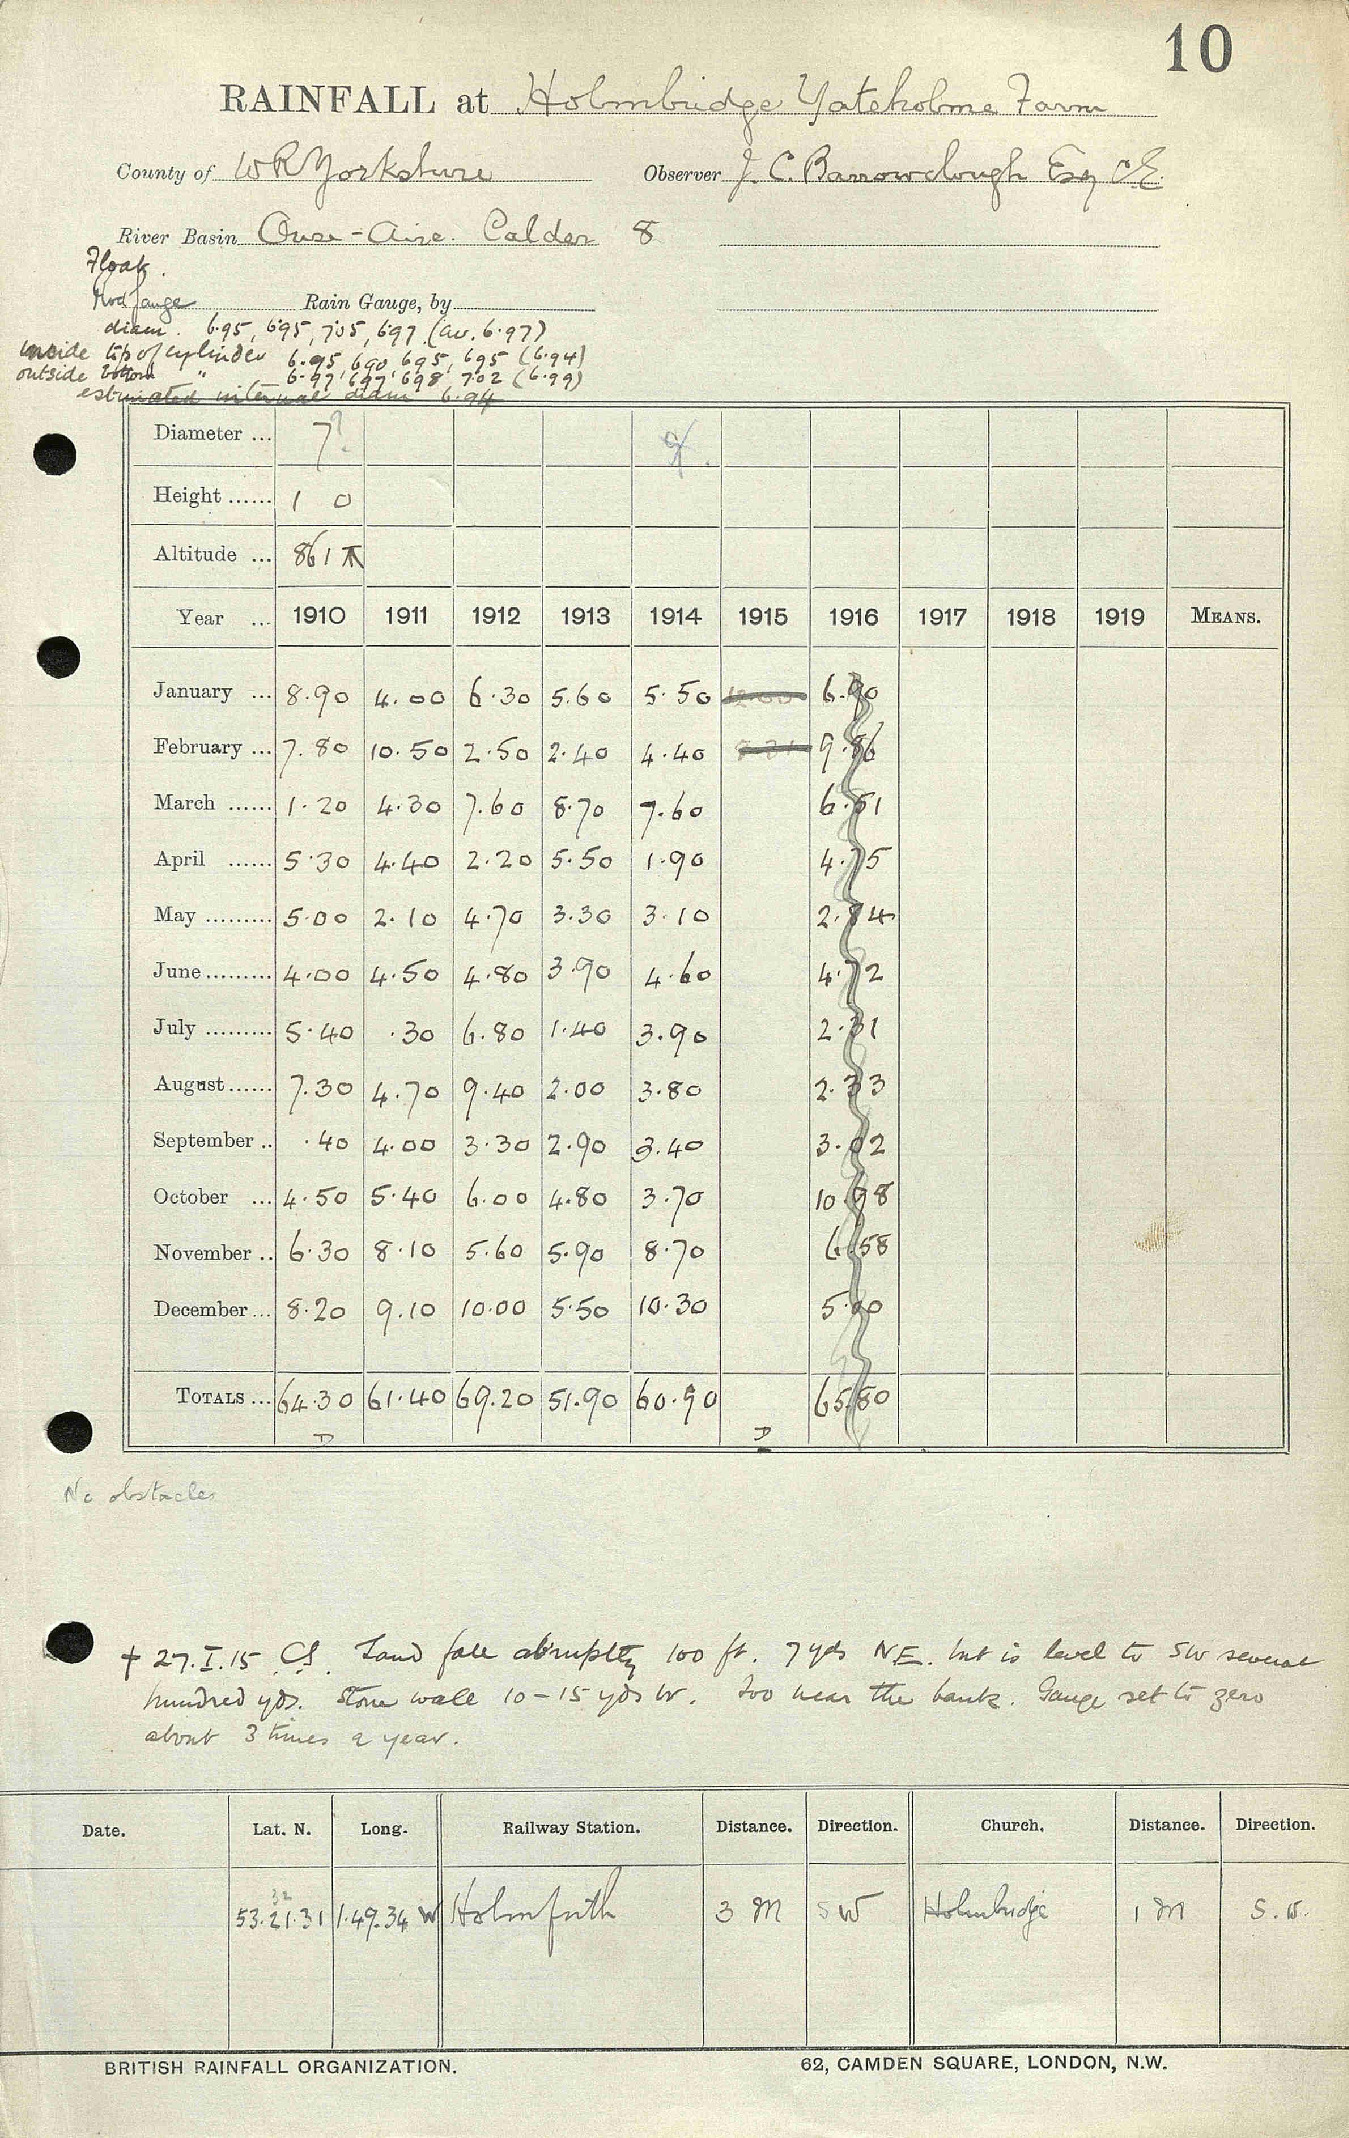 10
RAINFALL at Holmbridge Yateholme Farm
County of W R Yorkshire Observer J. C. Barrowclough Esq C E
River Basin Ouse - Aire. Calder 8
Float
Rod gauge Rain Gauge, by
diam. 6.95, 6.95, 7.05, 6.97 (av. 6.97)
inside top of cylinder 6.95 6.90 6.95, 6.95 (6.94)
outside bottom " 6.97, 6.97, 6.98, 7.02 (6.99)
estimated internal diam 6.94
Diameter ... 7?
Height ...... 1 0
Altitude ... 861
Year ... 1910 1911 1912 1913 1914 1915 1916 1917 1918 1919 MEANS.
January ... 8.90 4.00 6.30 5.60 5.50 6.90
February ... 7.80 10.50 2.50 2.40 4.40 9.86
March ...... 1.20 4.30 7.60 8.70 7.60 6.51
April ...... 5.30 4.40 2.20 5.50 1.90 4.75
May ......... 5.00 2.10 4.70 3.30 3.10 2.84
June ......... 4.00 4.50 4.80 3.90 4.60 4.72
July ......... 5.40 .30 6.80 1.40 3.90 2.31
August ...... 7.30 4.70 9.40 2.00 3.80 2.33
September .. .40 4.00 3.30 2.90 3.40 3.02
October ... 4.50 5.40 6.00 4.80 3.70 10.98
November .. 6.30 8.10 5.60 5.90 8.70 6.58
December ... 8.20 9.10 10.00 5.50 10.30 5.00
TOTALS ... 64.30 61.40 69.20 51.90 60.90 65.80
D D
No obstacles
† 27.I.15 Land falls abruptly 100 ft. 7 yds NE. but is level to SW several
hundred yds. Stone wall 10-15 yds W. Too near the bank. Gauge set to zero
about 3 times a year.
Date. Lat. N. Long. Railway Station. Distance. Direction. Church. Distance. Direction.
32
53.21.31 1.49.34 W Holmfirth 3 M SW Holmbridge 1 M S.W.
BRITISH RAINFALL ORGANIZATION. 62, CAMDEN SQUARE, LONDON, N.W.